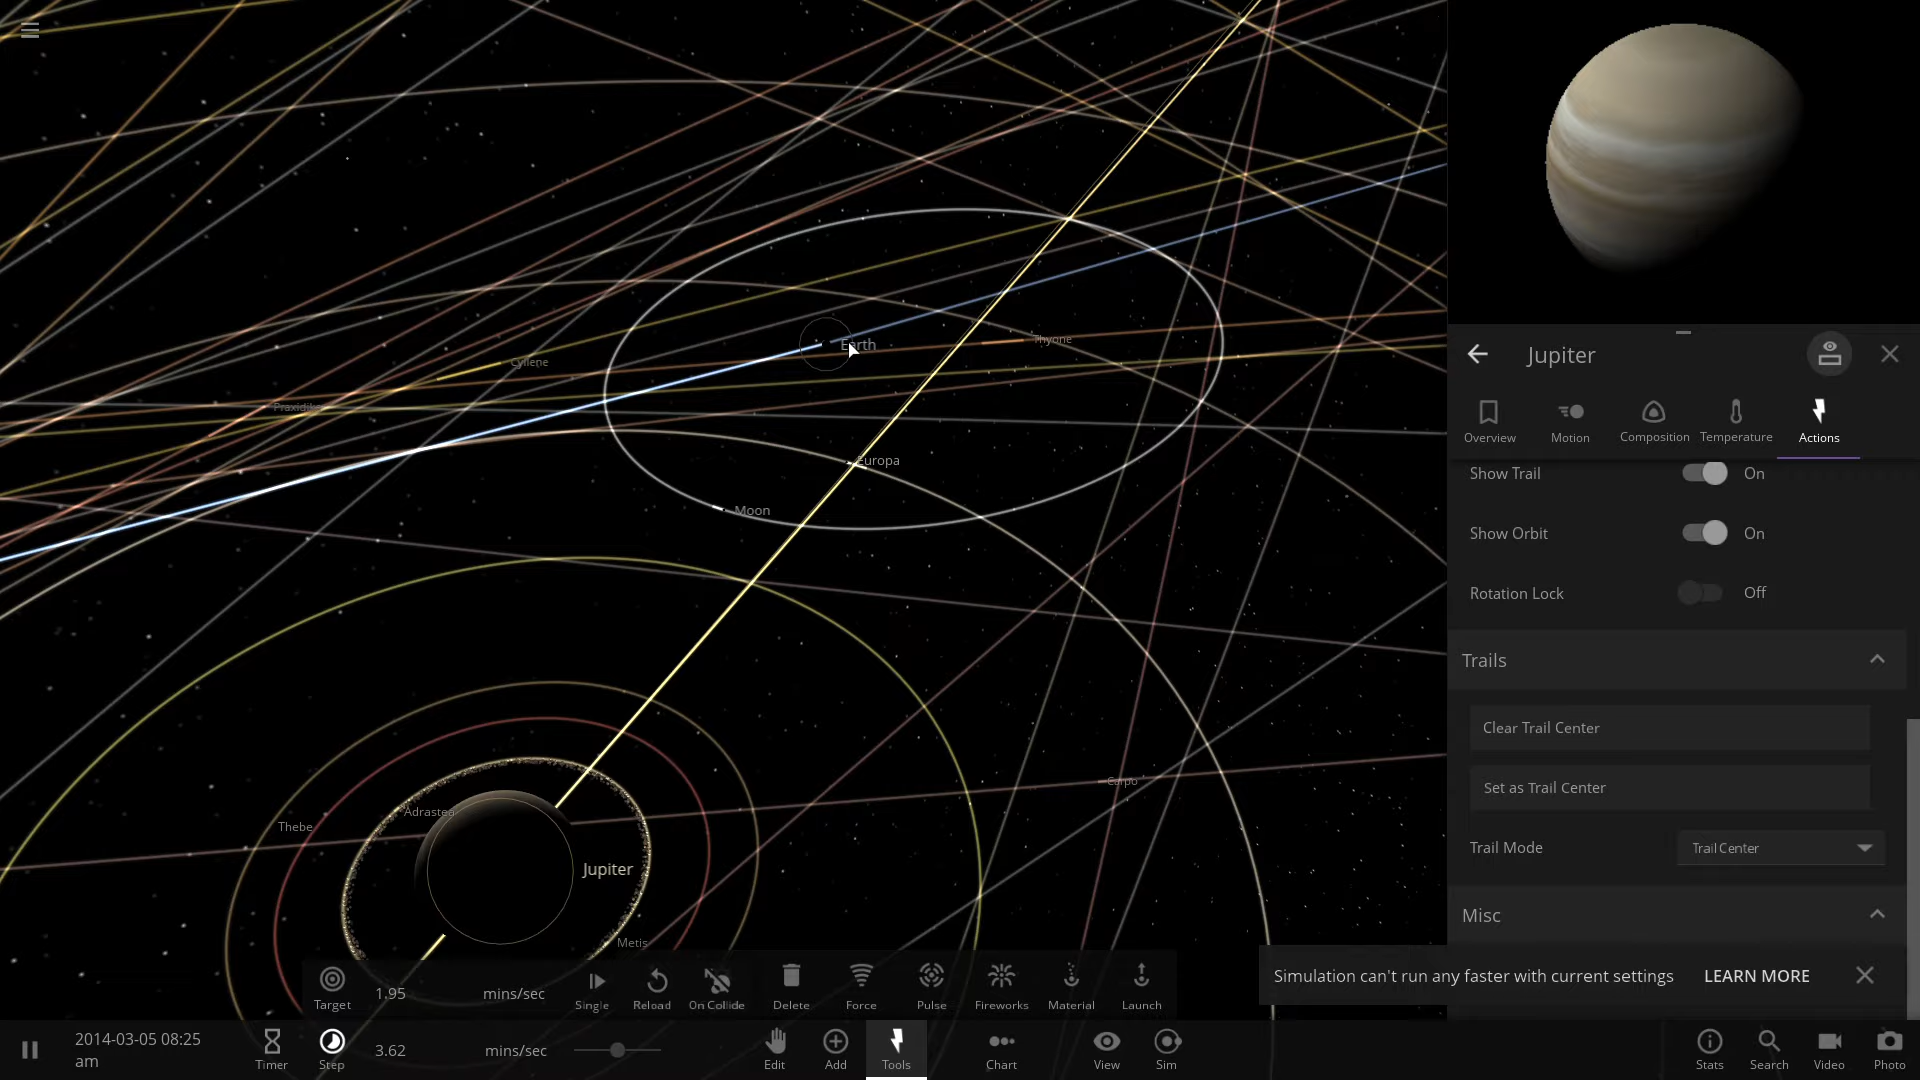 Earth
Thyone
Cyllene
Praxidike
Europa
Moon
Carpo
Adrastea
Thebe
Jupiter
Metis
Jupiter
Overview
Motion
Composition
Temperature
Actions
Show Trail
On
Show Orbit
On
Rotation Lock
Off
Trails
Clear Trail Center
Set as Trail Center
Trail Mode
Trail Center
Misc
Simulation can't run any faster with current settings
LEARN MORE
Target
1.95
mins/sec
Single
Reload
On Collide
Delete
Force
Pulse
Fireworks
Material
Launch
2014-03-05 08:25
am
Timer
Step
3.62
mins/sec
Edit
Add
Tools
Chart
View
Sim
Stats
Search
Video
Photo